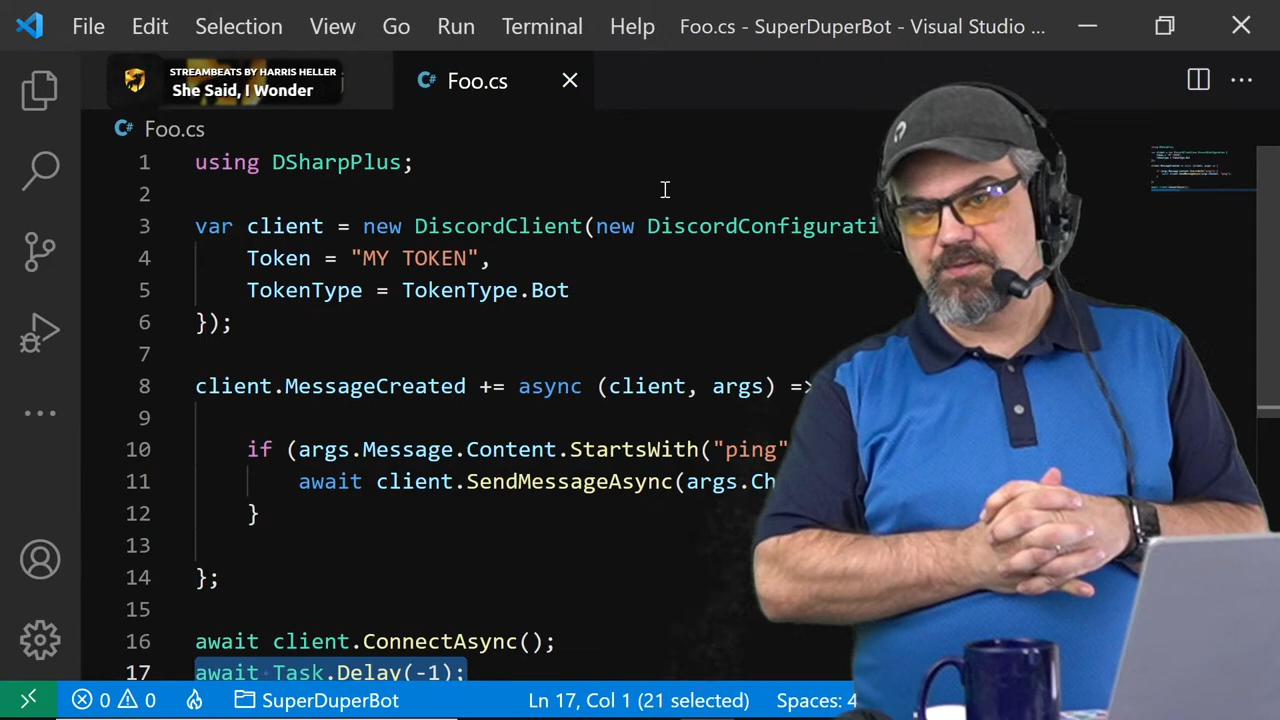 File Edit Selection View Go Run Terminal Help Foo.cs - SuperDuperBot - Visual Studio ...
STREAMBEATS BY HARRIS HELLER
She Said, I Wonder
C# Foo.cs
C# Foo.cs
1 using DSharpPlus;
2
3 var client = new DiscordClient(new DiscordConfigurati
4 Token = "MY TOKEN",
5 TokenType = TokenType.Bot
6 });
7
8 client.MessageCreated += async (client, args) =>
9
10 if (args.Message.Content.StartsWith("ping"
11 await client.SendMessageAsync(args.Ch
12 }
13
14 };
15
16 await client.ConnectAsync();
17 await Task.Delay(-1);
0 0 SuperDuperBot Ln 17, Col 1 (21 selected) Spaces: 4